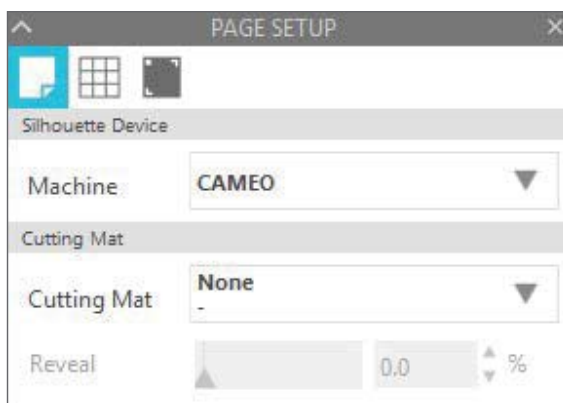 PAGE SETUP
Silhouette Device
Machine CAMEO
Cutting Mat
Cutting Mat None
-
Reveal 0.0 %